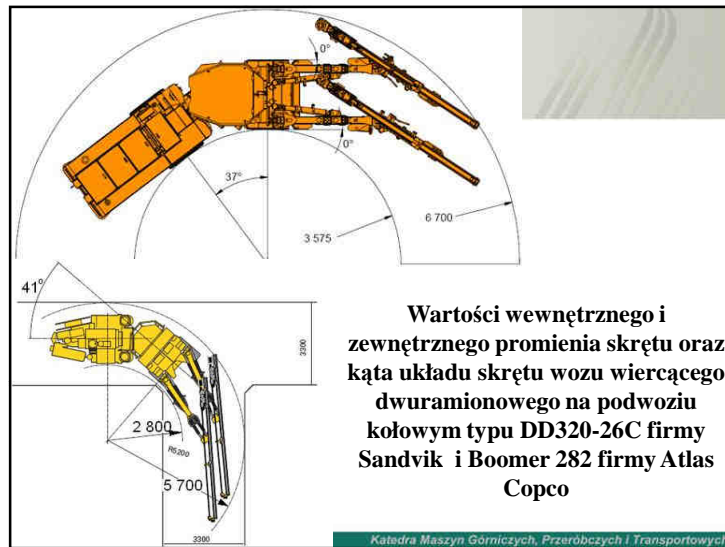 0°
0°
37°
6 700
3 575
41°
3300
2 800
R5200
5 700
3300
Wartości wewnętrznego i
zewnętrznego promienia skrętu oraz
kąta układu skrętu wozu wiercącego
dwuramionowego na podwoziu
kołowym typu DD320-26C firmy
Sandvik i Boomer 282 firmy Atlas
Copco
Katedra Maszyn Górniczych, Przeróbczych i Transportowych